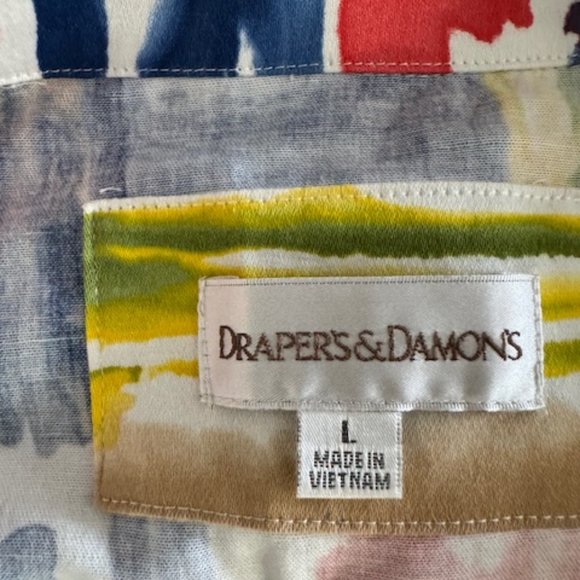 DRAPER'S & DAMON'S
L
MADE IN
VIETNAM